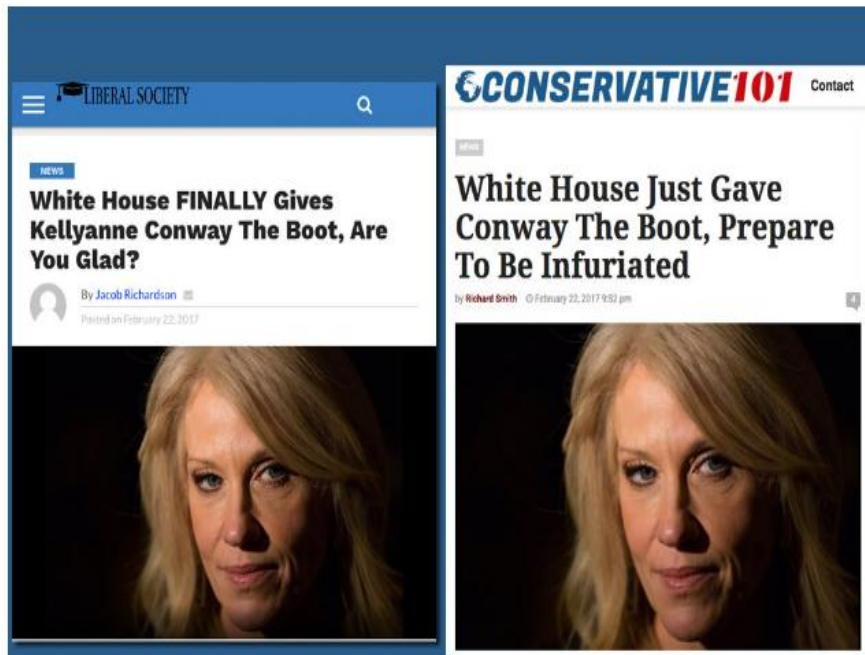 LIBERAL SOCIETY
NEWS
White House FINALLY Gives
Kellyanne Conway The Boot, Are
You Glad?
By Jacob Richardson
Posted on February 22, 2017
CONSERVATIVE101
Contact
NEWS
White House Just Gave
Conway The Boot, Prepare
To Be Infuriated
by Richard Smith February 22, 2017 9:52 pm
4